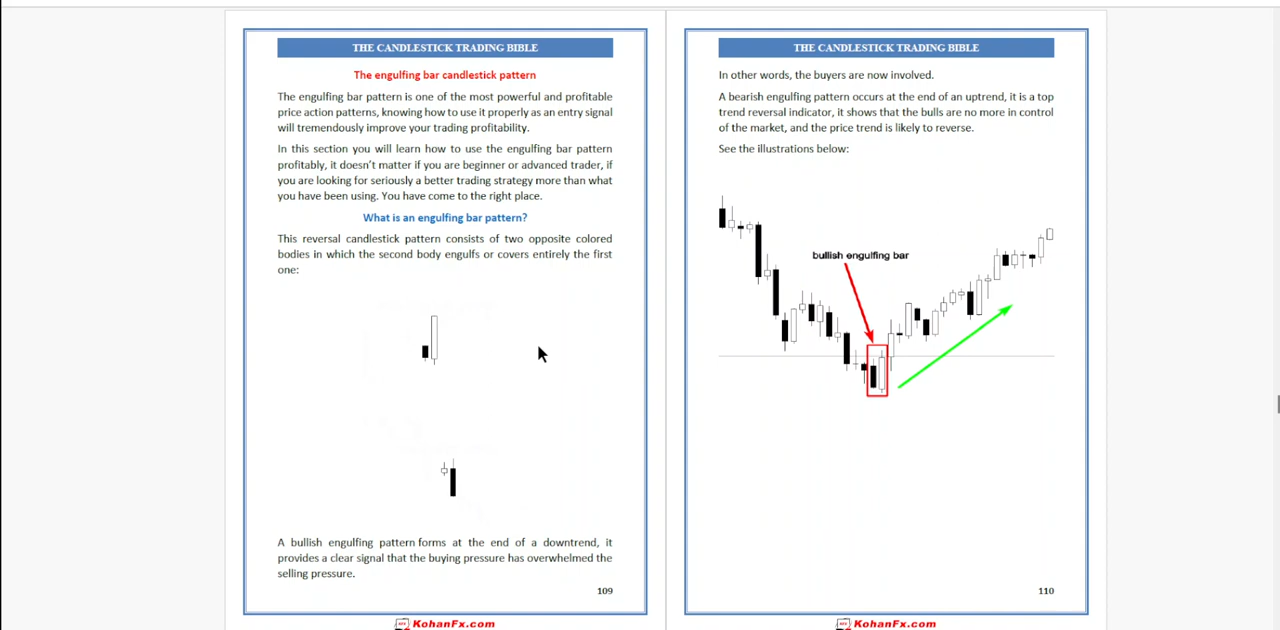 THE CANDLESTICK TRADING BIBLE
The engulfing bar candlestick pattern
The engulfing bar pattern is one of the most powerful and profitable
price action patterns, knowing how to use it properly as an entry signal
will tremendously improve your trading profitability.
In this section you will learn how to use the engulfing bar pattern
profitably, it doesn't matter if you are beginner or advanced trader, if
you are looking for seriously a better trading strategy more than what
you have been using. You have come to the right place.
What is an engulfing bar pattern?
This reversal candlestick pattern consists of two opposite colored
bodies in which the second body engulfs or covers entirely the first
one:
A bullish engulfing pattern forms at the end of a downtrend, it
provides a clear signal that the buying pressure has overwhelmed the
selling pressure.
109
KohanFx.com
THE CANDLESTICK TRADING BIBLE
In other words, the buyers are now involved.
A bearish engulfing pattern occurs at the end of an uptrend, it is a top
trend reversal indicator, it shows that the bulls are no more in control
of the market, and the price trend is likely to reverse.
See the illustrations below:
bullish engulfing bar
110
KohanFx.com